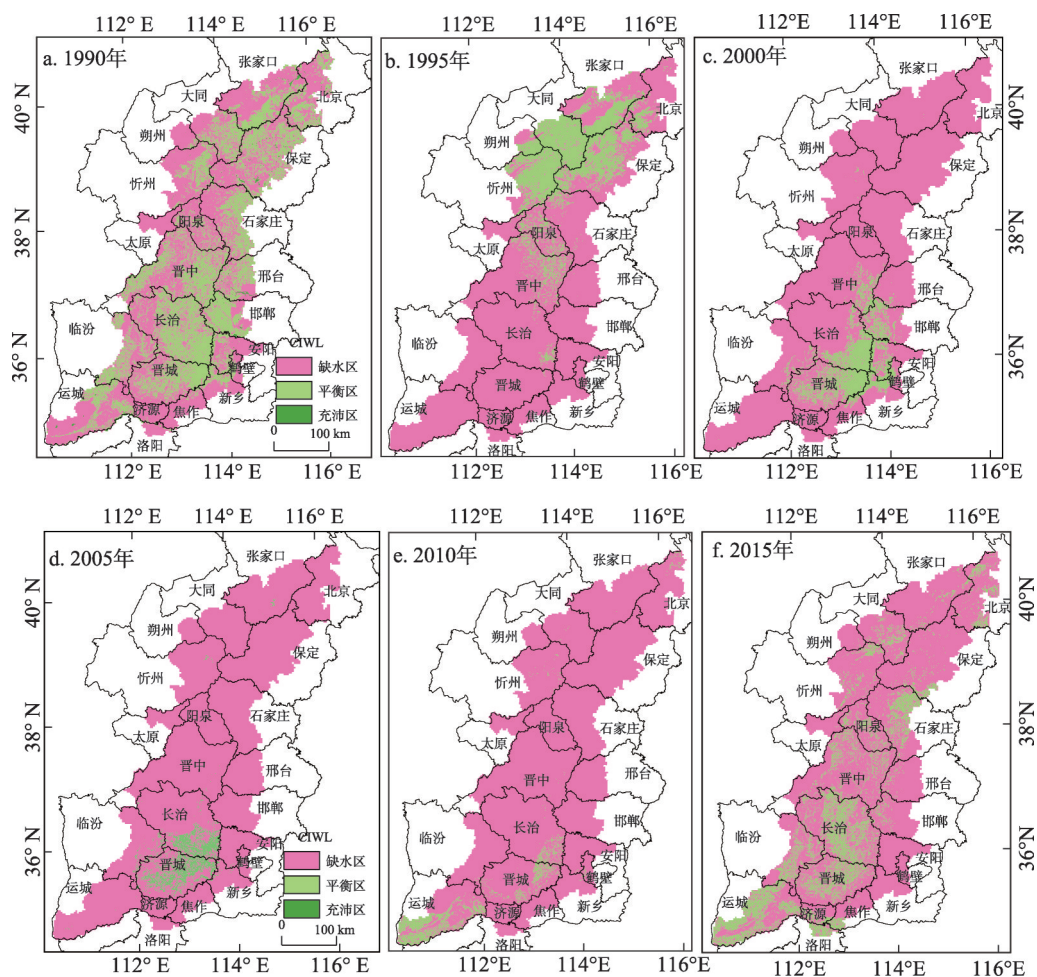 112° E 114° E 116° E
112° E 114° E 116° E
112° E 114° E 116° E
a. 1990年
张家口
大同
北京
朔州
保定
忻州
阳泉
石家庄
太原
晋中
邢台
长治
临汾
邯郸
安阳
晋城
鹤壁
运城
新乡
济源
焦作
洛阳
CIWL
缺水区
平衡区
充沛区
0 100 km
40° N
38° N
36° N
b. 1995年
张家口
大同
北京
朔州
保定
忻州
阳泉
石家庄
太原
晋中
邢台
长治
临汾
邯郸
安阳
晋城
鹤壁
运城
新乡
济源
焦作
洛阳
c. 2000年
张家口
大同
北京
朔州
保定
忻州
阳泉
石家庄
太原
晋中
邢台
长治
临汾
邯郸
安阳
晋城
鹤壁
运城
新乡
济源
焦作
洛阳
40° N
38° N
36° N
112° E 114° E 116° E
112° E 114° E 116° E
112° E 114° E 116° E
112° E 114° E 116° E
112° E 114° E 116° E
112° E 114° E 116° E
d. 2005年
张家口
大同
北京
朔州
保定
忻州
阳泉
石家庄
太原
晋中
邢台
长治
临汾
邯郸
安阳
晋城
鹤壁
运城
新乡
济源
焦作
洛阳
CIWL
缺水区
平衡区
充沛区
0 100 km
40° N
38° N
36° N
e. 2010年
张家口
大同
北京
朔州
保定
忻州
阳泉
石家庄
太原
晋中
邢台
长治
临汾
邯郸
安阳
晋城
鹤壁
运城
新乡
济源
焦作
洛阳
f. 2015年
张家口
大同
北京
朔州
保定
忻州
阳泉
石家庄
太原
晋中
邢台
长治
临汾
邯郸
安阳
晋城
鹤壁
运城
新乡
济源
焦作
洛阳
40° N
38° N
36° N
112° E 114° E 116° E
112° E 114° E 116° E
112° E 114° E 116° E